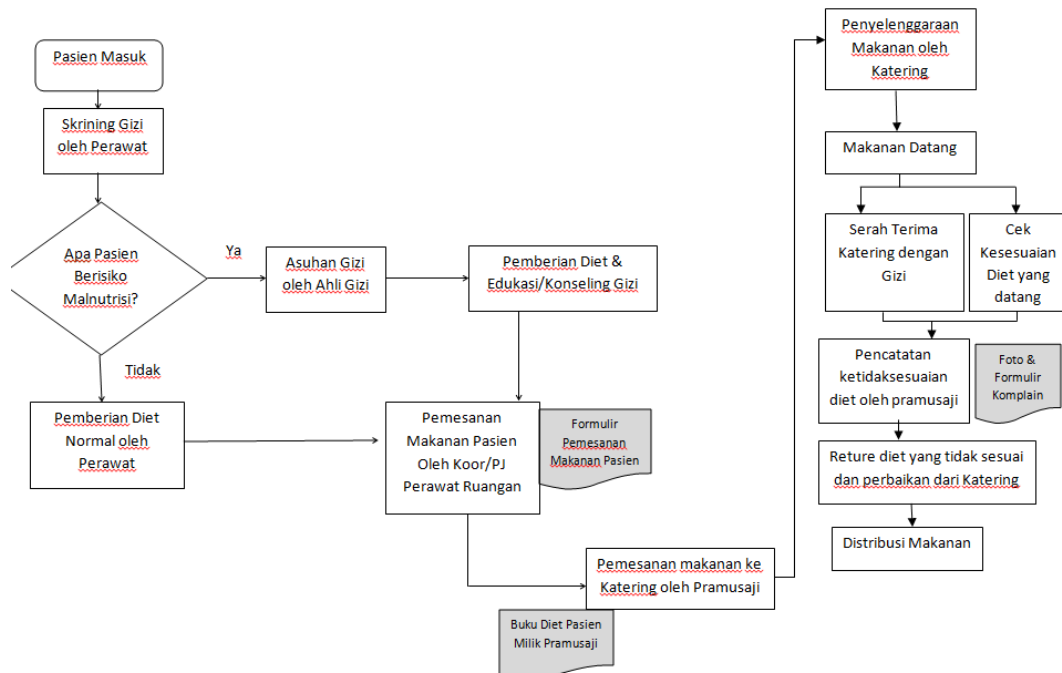 Pasien Masuk
Skrining Gizi
oleh Perawat
Apa Pasien
Berisiko
Malnutrisi?
Ya
Tidak
Asuhan Gizi
oleh Ahli Gizi
Pemberian Diet &
Edukasi/Konseling Gizi
Pemberian Diet
Normal oleh
Perawat
Pemesanan
Makanan Pasien
Oleh Koor/PJ
Perawat Ruangan
Formulir
Pemesanan
Makanan Pasien
Pemesanan makanan ke
Katering oleh Pramusaji
Buku Diet Pasien
Milik Pramusaji
Penyelenggaraan
Makanan oleh
Katering
Makanan Datang
Serah Terima
Katering dengan
Gizi
Cek
Kesesuaian
Diet yang
datang
Pencatatan
ketidaksesuaian
diet oleh pramusaji
Foto &
Formulir
Komplain
Reture diet yang tidak sesuai
dan perbaikan dari Katering
Distribusi Makanan